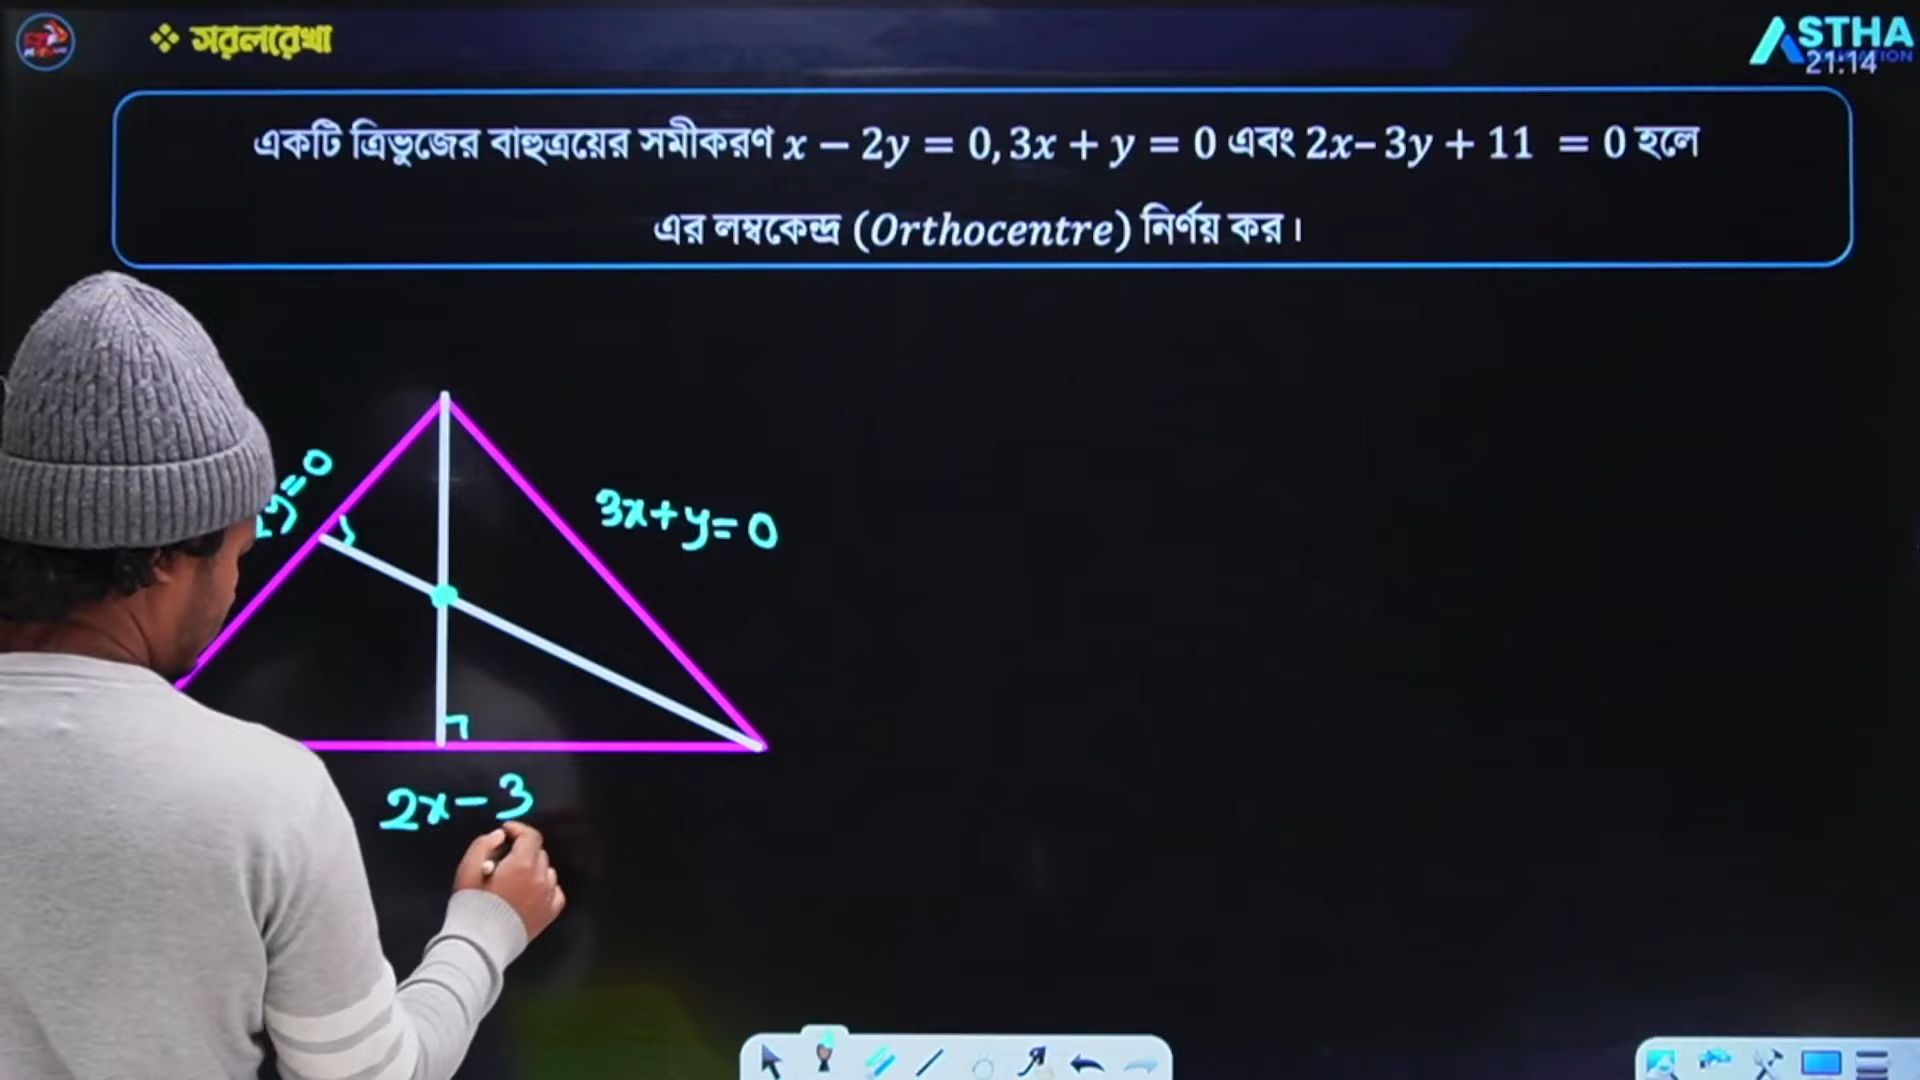 ❖ সরলরেখা
ASTHA
21:14
একটি ত্রিভুজের বাহুত্রয়ের সমীকরণ x − 2y = 0, 3x + y = 0 এবং 2x– 3y + 11 = 0 হলে
এর লম্বকেন্দ্র (Orthocentre) নির্ণয় কর।
y=0
3x+y=0
2x-3